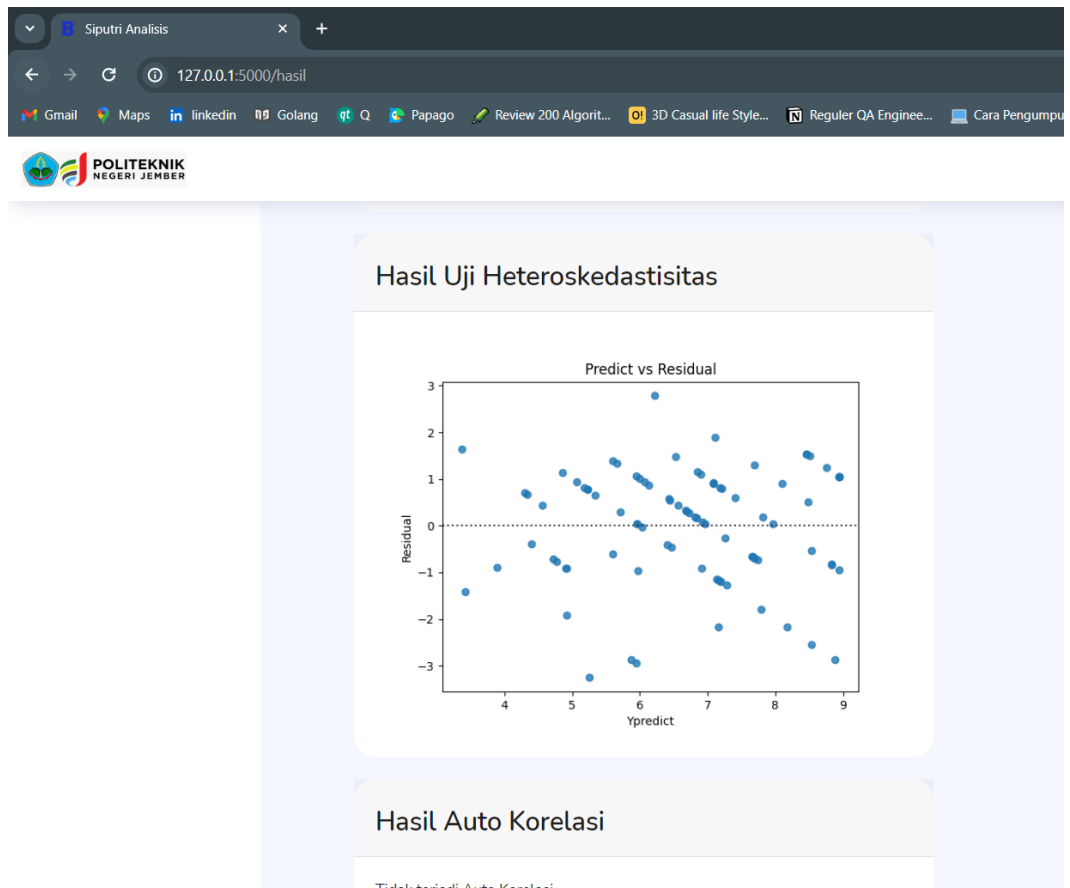 Siputri Analisis
127.0.0.1:5000/hasil
Gmail Maps linkedin Golang Q Papago Review 200 Algorit... 3D Casual life Style... Reguler QA Enginee... Cara Pengumpu
POLITEKNIK
NEGERI JEMBER
Hasil Uji Heteroskedastisitas
Predict vs Residual
3
2
1
0
−1
−2
−3
Residual
4 5 6 7 8 9
Ypredict
Hasil Auto Korelasi
Tidak terjadi Auto Korelasi